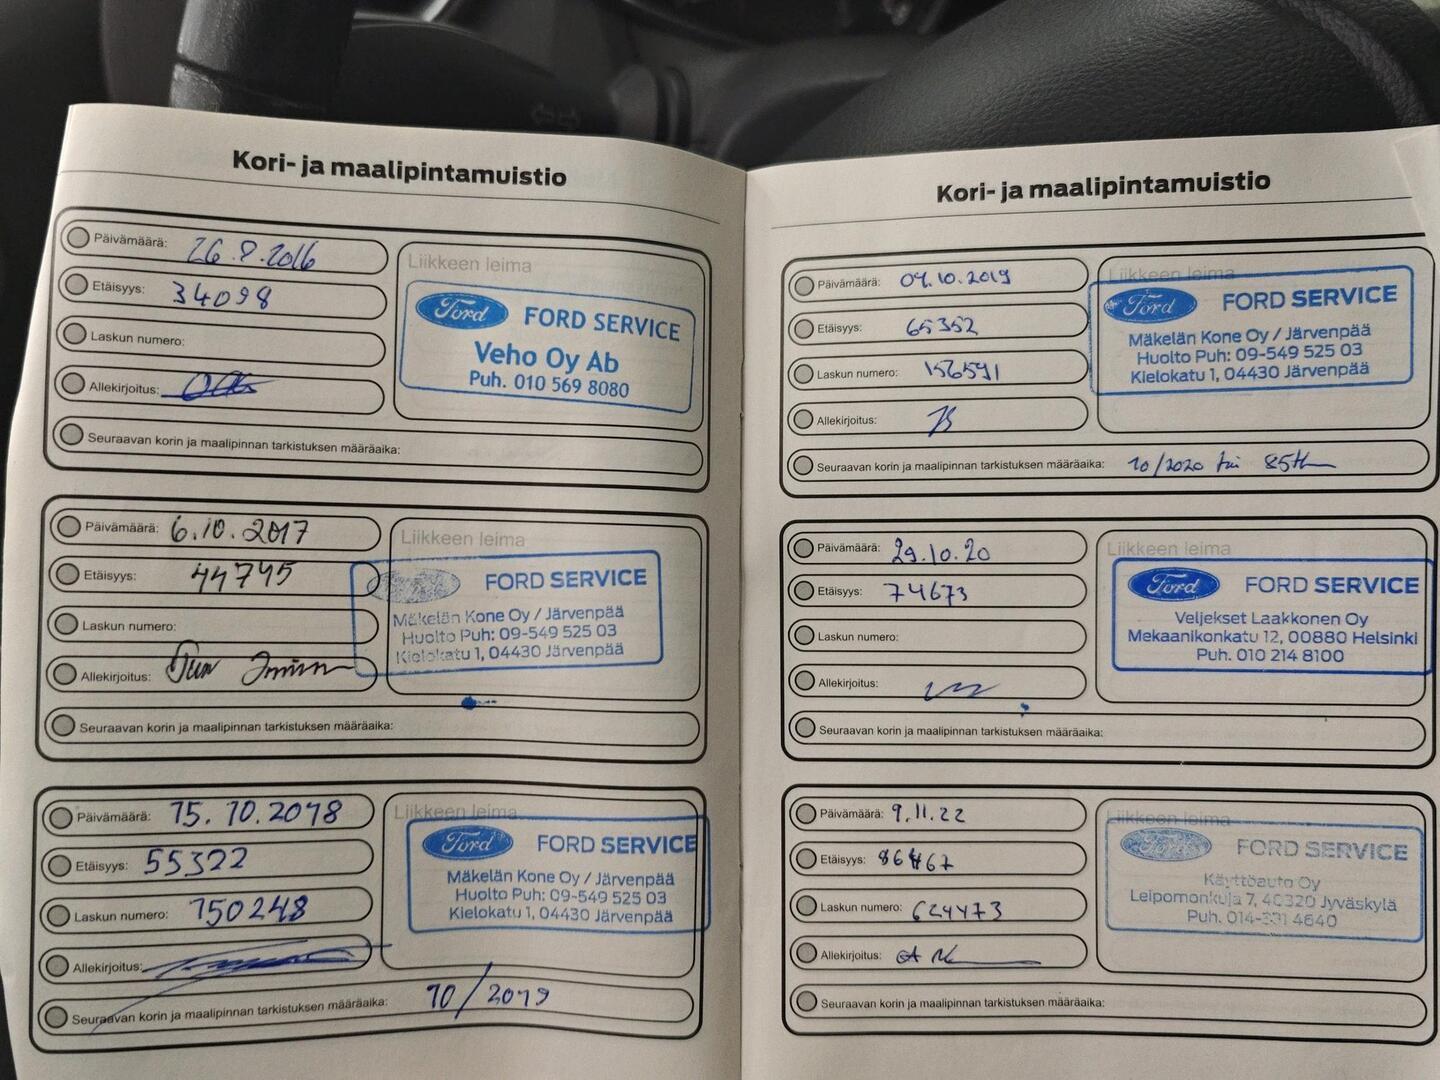 Kori- ja maalipintamuistio
Päivämäärä: 26.8.2016
Etäisyys: 34098
Laskun numero:
Allekirjoitus:
Seuraavan korin ja maalipinnan tarkistuksen määräaika:
Liikkeen leima
Ford FORD SERVICE
Veho Oy Ab
Puh. 010 569 8080
Päivämäärä: 6.10.2017
Etäisyys: 44745
Laskun numero:
Allekirjoitus:
Seuraavan korin ja maalipinnan tarkistuksen määräaika:
Liikkeen leima
FORD SERVICE
Mäkelän Kone Oy / Järvenpää
Huolto Puh: 09-549 525 03
Kielokatu 1, 04430 Järvenpää
Päivämäärä: 15.10.2018
Etäisyys: 55322
Laskun numero: 150248
Allekirjoitus:
Seuraavan korin ja maalipinnan tarkistuksen määräaika: 10/2019
Liikkeen leima
Ford FORD SERVICE
Mäkelän Kone Oy / Järvenpää
Huolto Puh: 09-549 525 03
Kielokatu 1, 04430 Järvenpää
Kori- ja maalipintamuistio
Päivämäärä: 09.10.2019
Etäisyys: 65352
Laskun numero: 156591
Allekirjoitus:
Seuraavan korin ja maalipinnan tarkistuksen määräaika: 10/2020 tai 85tkm
Liikkeen leima
Ford FORD SERVICE
Mäkelän Kone Oy / Järvenpää
Huolto Puh: 09-549 525 03
Kielokatu 1, 04430 Järvenpää
Päivämäärä: 29.10.20
Etäisyys: 74673
Laskun numero:
Allekirjoitus:
Seuraavan korin ja maalipinnan tarkistuksen määräaika:
Liikkeen leima
Ford FORD SERVICE
Veljekset Laakkonen Oy
Mekaanikonkatu 12, 00880 Helsinki
Puh. 010 214 8100
Päivämäärä: 9.11.22
Etäisyys: 86467
Laskun numero: 624473
Allekirjoitus:
Seuraavan korin ja maalipinnan tarkistuksen määräaika:
Liikkeen leima
Ford FORD SERVICE
Käyttöauto Oy
Leipomonkuja 7, 40320 Jyväskylä
Puh. 014-331 4640